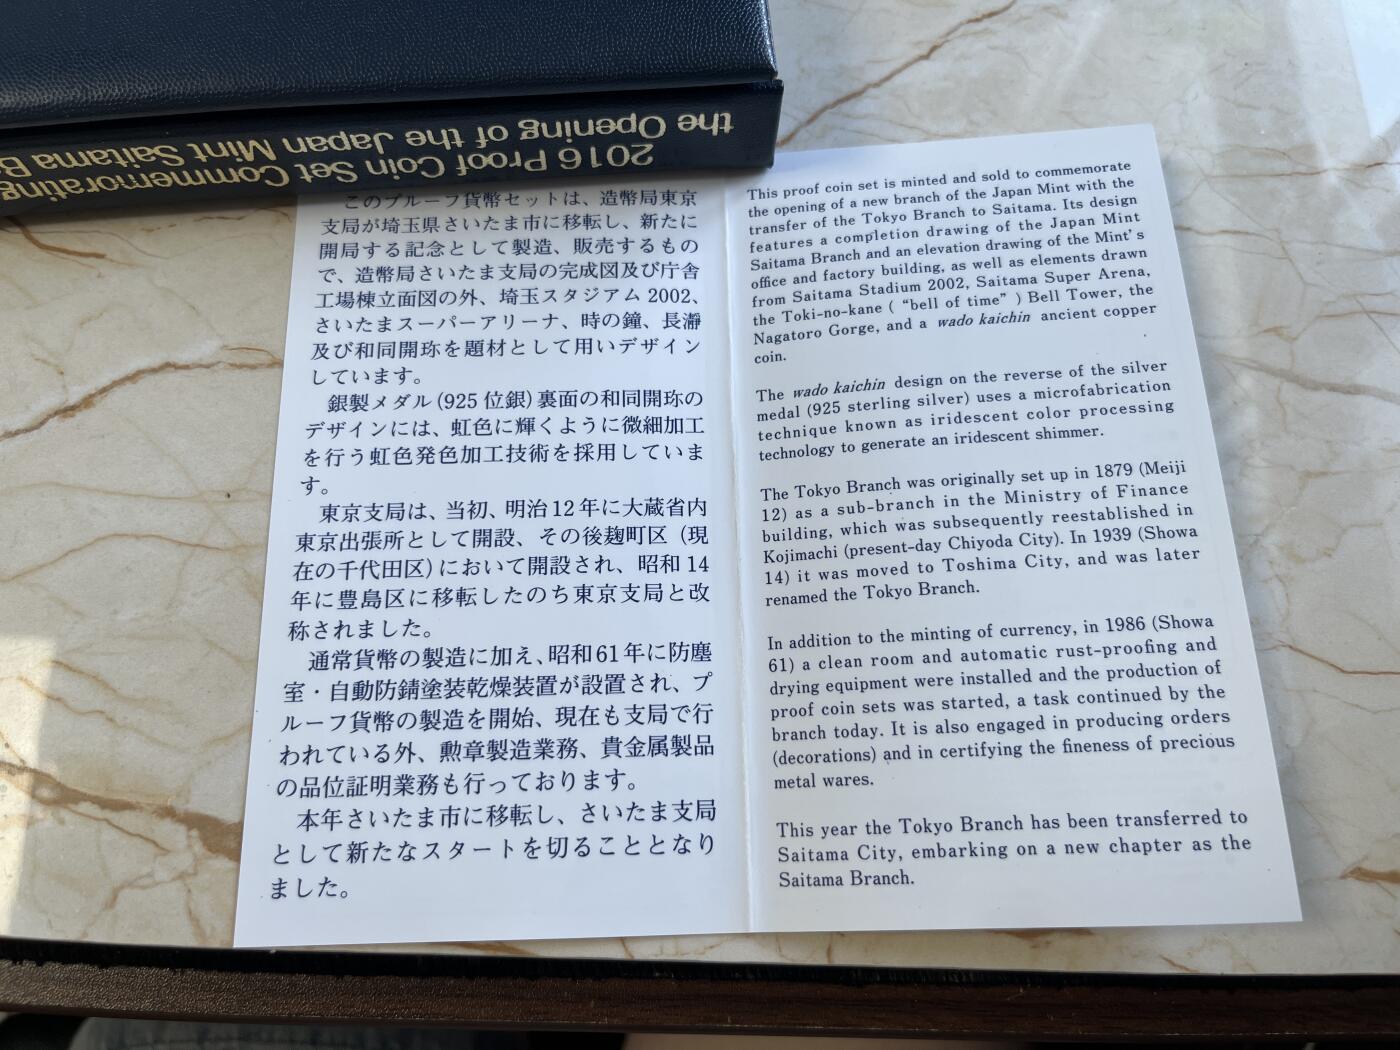 2016 Proof Coin Set Commemorating
the Opening of the Japan Mint Saitama
このプルーフ貨幣セットは、造幣局東京
支局が埼玉県さいたま市に移転し、新たに
開局する記念として製造、販売するもの
で、造幣局さいたま支局の完成図及び庁舎
工場棟立面図の外、埼玉スタジアム 2002、
さいたまスーパーアリーナ、時の鐘、長瀞
及び和同開珎を題材として用いデザイン
しています。
銀製メダル(925 位銀)裏面の和同開珎の
デザインには、虹色に輝くように微細加工
を行う虹色発色加工技術を採用していま
す。
東京支局は、当初、明治 12 年に大蔵省内
東京出張所として開設、その後麹町区（現
在の千代田区）において開設され、昭和 14
年に豊島区に移転したのち東京支局と改
称されました。
通常貨幣の製造に加え、昭和 61 年に防塵
室・自動防錆塗装乾燥装置が設置され、プ
ルーフ貨幣の製造を開始、現在も支局で行
われている外、勲章製造業務、貴金属製品
の品位証明業務も行っております。
本年さいたま市に移転し、さいたま支局
として新たなスタートを切ることとなり
ました。
This proof coin set is minted and sold to commemorate
the opening of a new branch of the Japan Mint with the
transfer of the Tokyo Branch to Saitama. Its design
features a completion drawing of the Japan Mint
Saitama Branch and an elevation drawing of the Mint's
office and factory building, as well as elements drawn
from Saitama Stadium 2002, Saitama Super Arena,
the Toki-no-kane ( “bell of time” ) Bell Tower, the
Nagatoro Gorge, and a wado kaichin ancient copper
coin.
The wado kaichin design on the reverse of the silver
medal (925 sterling silver) uses a microfabrication
technique known as iridescent color processing
technology to generate an iridescent shimmer.
The Tokyo Branch was originally set up in 1879 (Meiji
12) as a sub-branch in the Ministry of Finance
building, which was subsequently reestablished in
Kojimachi (present-day Chiyoda City). In 1939 (Showa
14) it was moved to Toshima City, and was later
renamed the Tokyo Branch.
In addition to the minting of currency, in 1986 (Showa
61) a clean room and automatic rust-proofing and
drying equipment were installed and the production of
proof coin sets was started, a task continued by the
branch today. It is also engaged in producing orders
(decorations) and in certifying the fineness of precious
metal wares.
This year the Tokyo Branch has been transferred to
Saitama City, embarking on a new chapter as the
Saitama Branch.